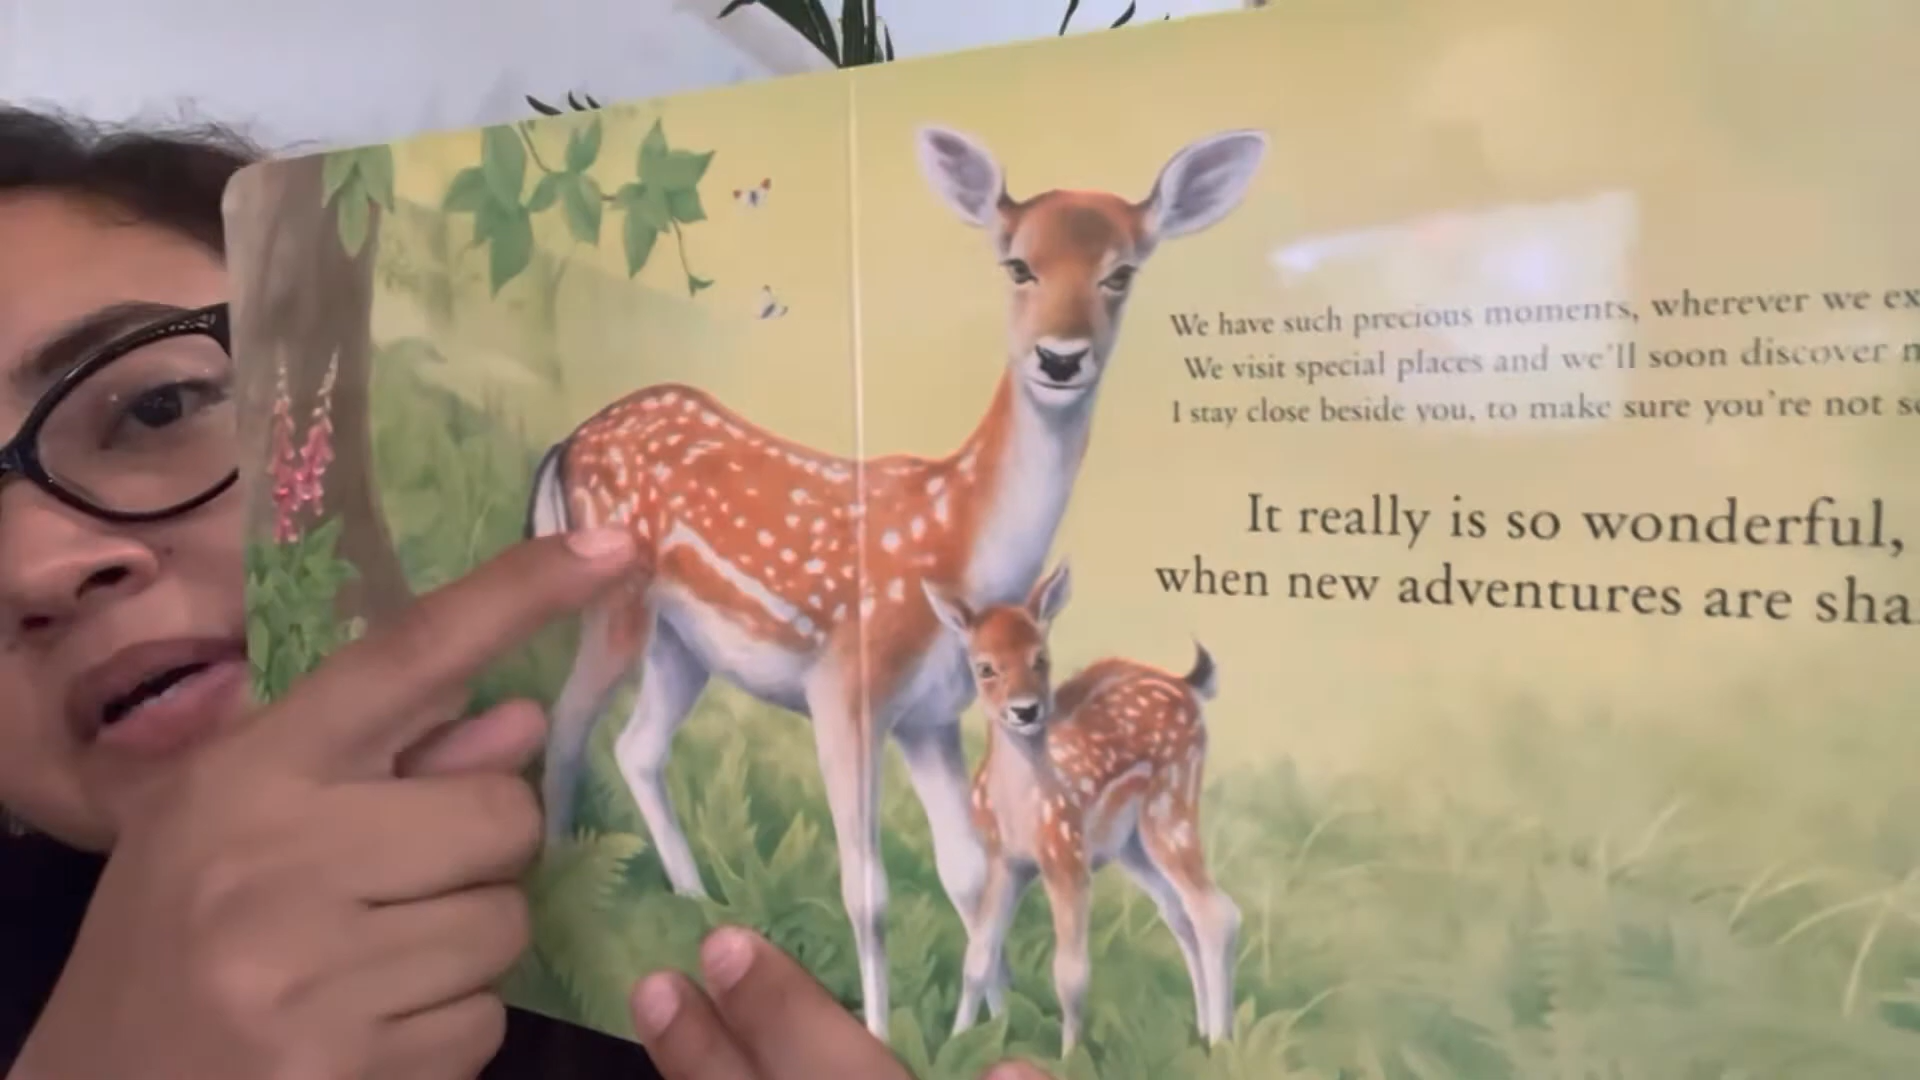 We have such precious moments, wherever we
We visit special places and we'll soon discover
I stay close beside you, to make sure you're not
It really is so wonderful,
when new adventures are